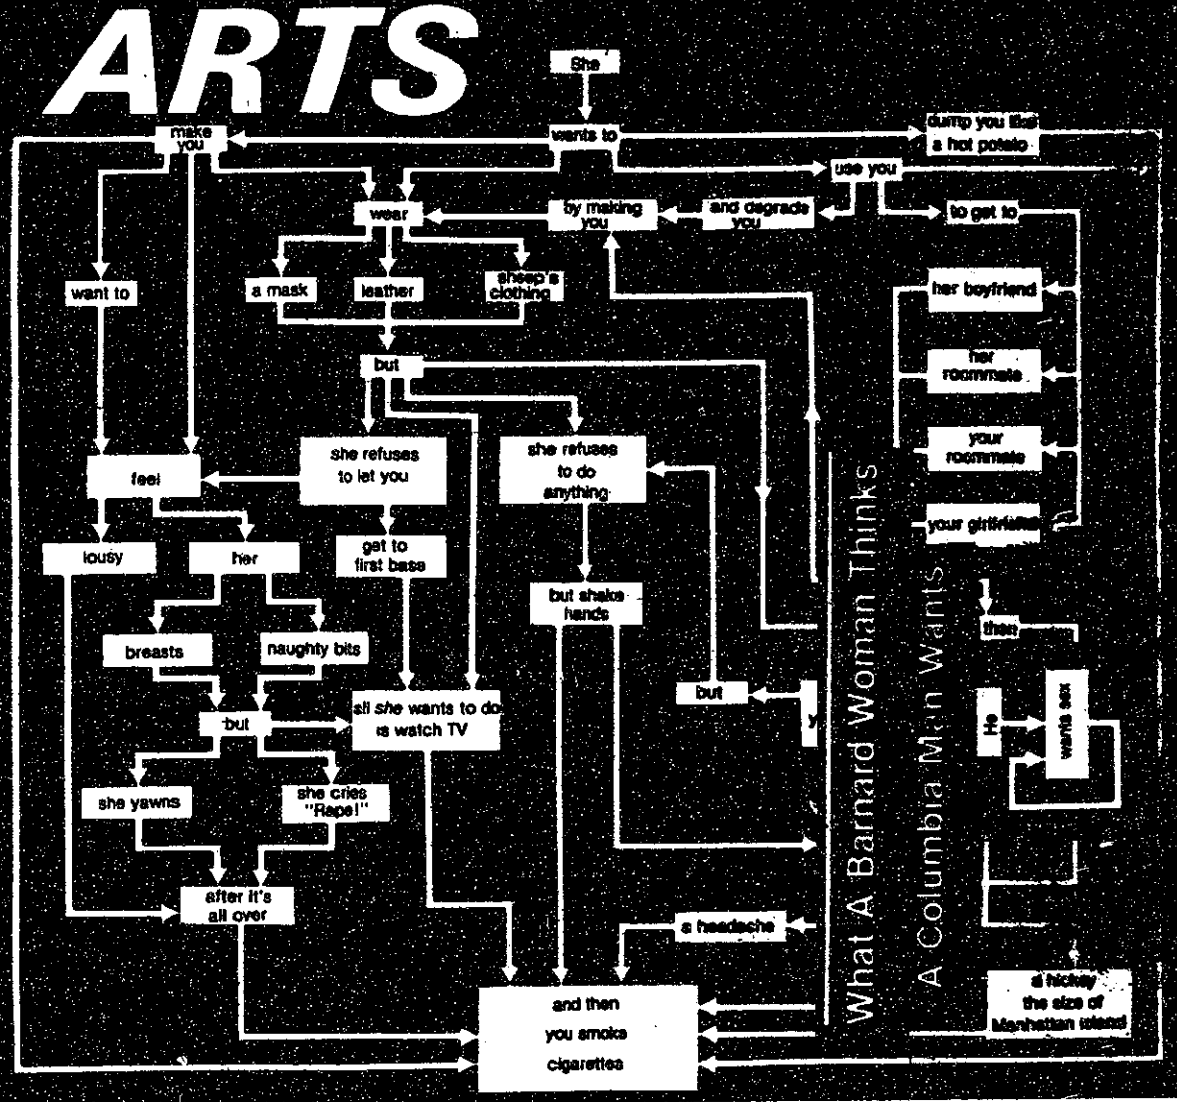 ARTS
She
make
you
wants to
dump you like
a hot potato
use you
wear
by making
you
and degrade
you
to get to
want to
a mask
leather
sheep's
clothing
her boyfriend
but
her
roommate
she refuses
to let you
she refuses
to do
anything
your
roommate
feel
your girlfriend
lousy
her
get to
first base
but shake
hands
then
breasts
naughty bits
but
all she wants to do
is watch TV
but
y
He
wants sex
she yawns
she cries
"Rape!"
after it's
all over
a headache
What A Barnard Woman Thinks
A Columbia Man Wants
and then
you smoke
cigarettes
a hickey
the size of
Manhattan Island